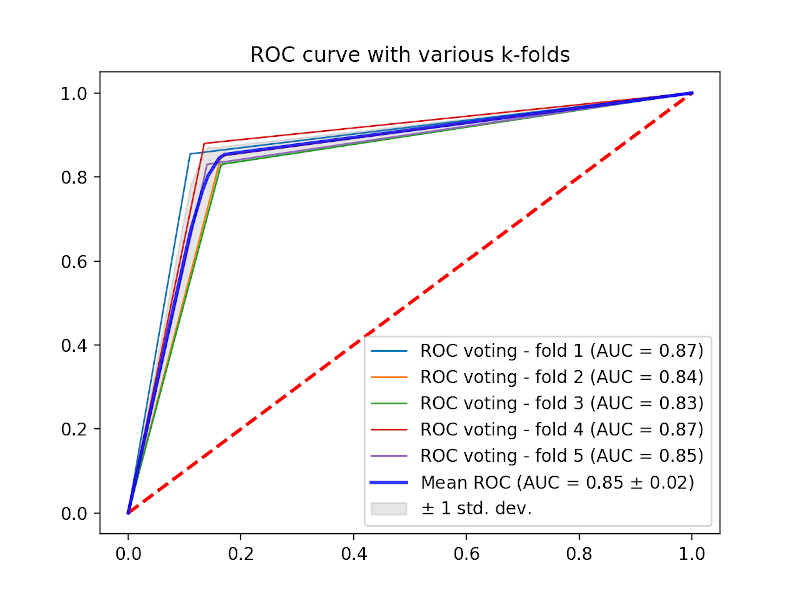 ROC curve with various k-folds
1.0
0.8
0.6
0.4
0.2
0.0
ROC voting - fold 1 (AUC = 0.87)
ROC voting - fold 2 (AUC = 0.84)
ROC voting - fold 3 (AUC = 0.83)
ROC voting - fold 4 (AUC = 0.87)
ROC voting - fold 5 (AUC = 0.85)
Mean ROC (AUC = 0.85 ± 0.02)
± 1 std. dev.
0.0 0.2 0.4 0.6 0.8 1.0